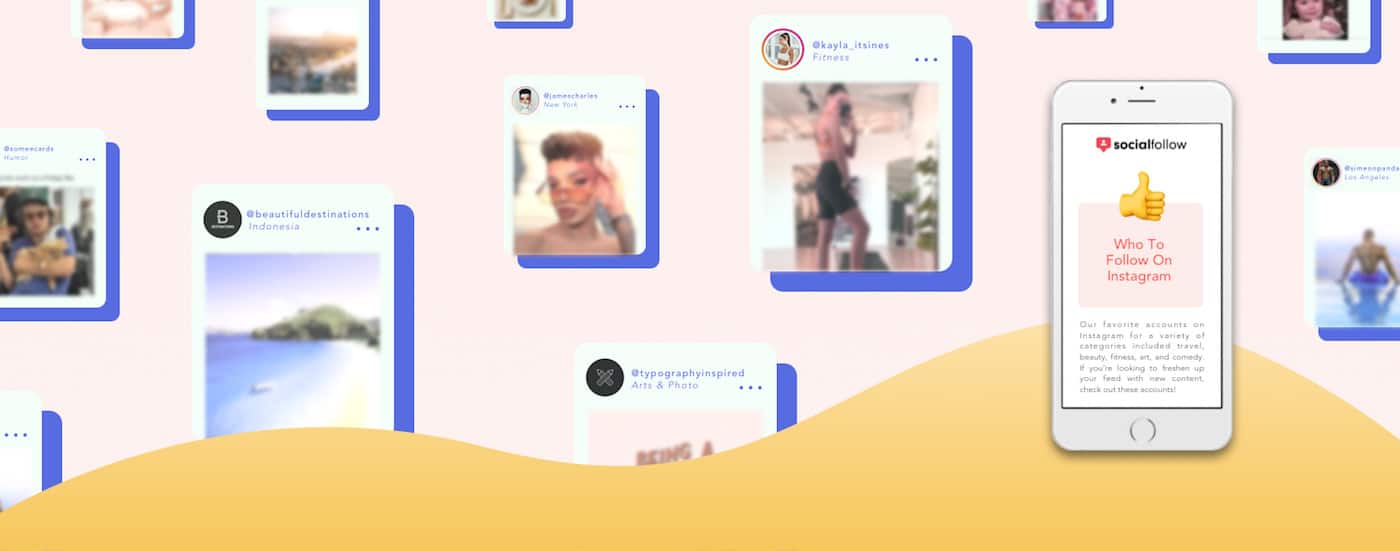 @someecards
Humor
B
@beautifuldestinations
Indonesia
@jamescharles
New York
@typographyinspired
Arts & Photo
BEING A
@kayla_itsines
Fitness
socialfollow
Who To
Follow On
Instagram
Our favorite accounts on
Instagram for a variety of
categories included travel,
beauty, fitness, art, and comedy.
If you're looking to freshen up
your feed with new content,
check out these accounts!
@simeonpanda
Los Angeles